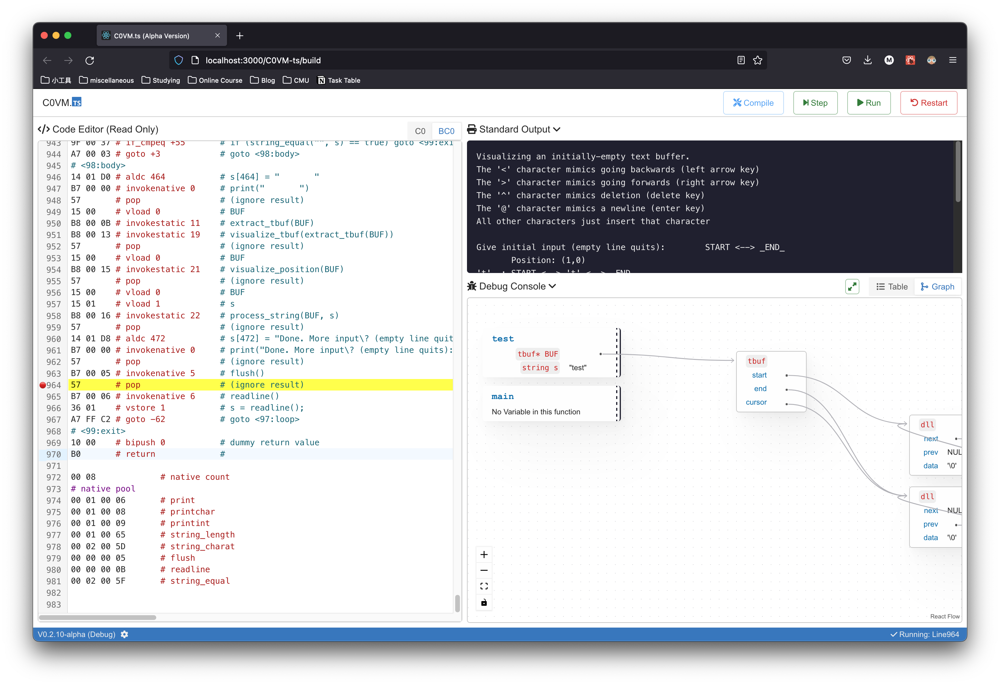 C0VM.ts (Alpha Version)
localhost:3000/C0VM-ts/build
小工具 miscellaneous Studying Online Course Blog CMU Task Table
C0VM.TS
Compile Step Run Restart
</> Code Editor (Read Only)
C0 BC0
943 9F 00 37 # if_cmpeq +55 # if (string_equal("", s) == true) goto <99:exi
944 A7 00 03 # goto +3 # goto <98:body>
945 # <98:body>
946 14 01 D0 # aldc 464 # s[464] = "       "
947 B7 00 00 # invokenative 0 # print("       ")
948 57 # pop # (ignore result)
949 15 00 # vload 0 # BUF
950 B8 00 0B # invokestatic 11 # extract_tbuf(BUF)
951 B8 00 13 # invokestatic 19 # visualize_tbuf(extract_tbuf(BUF))
952 57 # pop # (ignore result)
953 15 00 # vload 0 # BUF
954 B8 00 15 # invokestatic 21 # visualize_position(BUF)
955 57 # pop # (ignore result)
956 15 00 # vload 0 # BUF
957 15 01 # vload 1 # s
958 B8 00 16 # invokestatic 22 # process_string(BUF, s)
959 57 # pop # (ignore result)
960 14 01 D8 # aldc 472 # s[472] = "Done. More input\? (empty line quit
961 B7 00 00 # invokenative 0 # print("Done. More input\? (empty line quits):
962 57 # pop # (ignore result)
963 B7 00 05 # invokenative 5 # flush()
964 57 # pop # (ignore result)
965 B7 00 06 # invokenative 6 # readline()
966 36 01 # vstore 1 # s = readline();
967 A7 FF C2 # goto -62 # goto <97:loop>
968 # <99:exit>
969 10 00 # bipush 0 # dummy return value
970 B0 # return #
971
972 00 08 # native count
973 # native pool
974 00 01 00 06 # print
975 00 01 00 08 # printchar
976 00 01 00 09 # printint
977 00 01 00 65 # string_length
978 00 02 00 5D # string_charat
979 00 00 00 05 # flush
980 00 00 00 0B # readline
981 00 02 00 5F # string_equal
982
983
Standard Output
Visualizing an initially-empty text buffer.
The '<' character mimics going backwards (left arrow key)
The '>' character mimics going forwards (right arrow key)
The '^' character mimics deletion (delete key)
The '@' character mimics a newline (enter key)
All other characters just insert that character
Give initial input (empty line quits): START <--> _END_
Position: (1,0)
't' : START <--> 't' <--> _END_
Debug Console
Table Graph
test
tbuf* BUF
string s "test"
main
No Variable in this function
tbuf
start
end
cursor
dll
next
prev NUL
data '\0'
dll
next NUL
prev
data '\0'
React Flow
V0.2.10-alpha (Debug)
Running: Line964